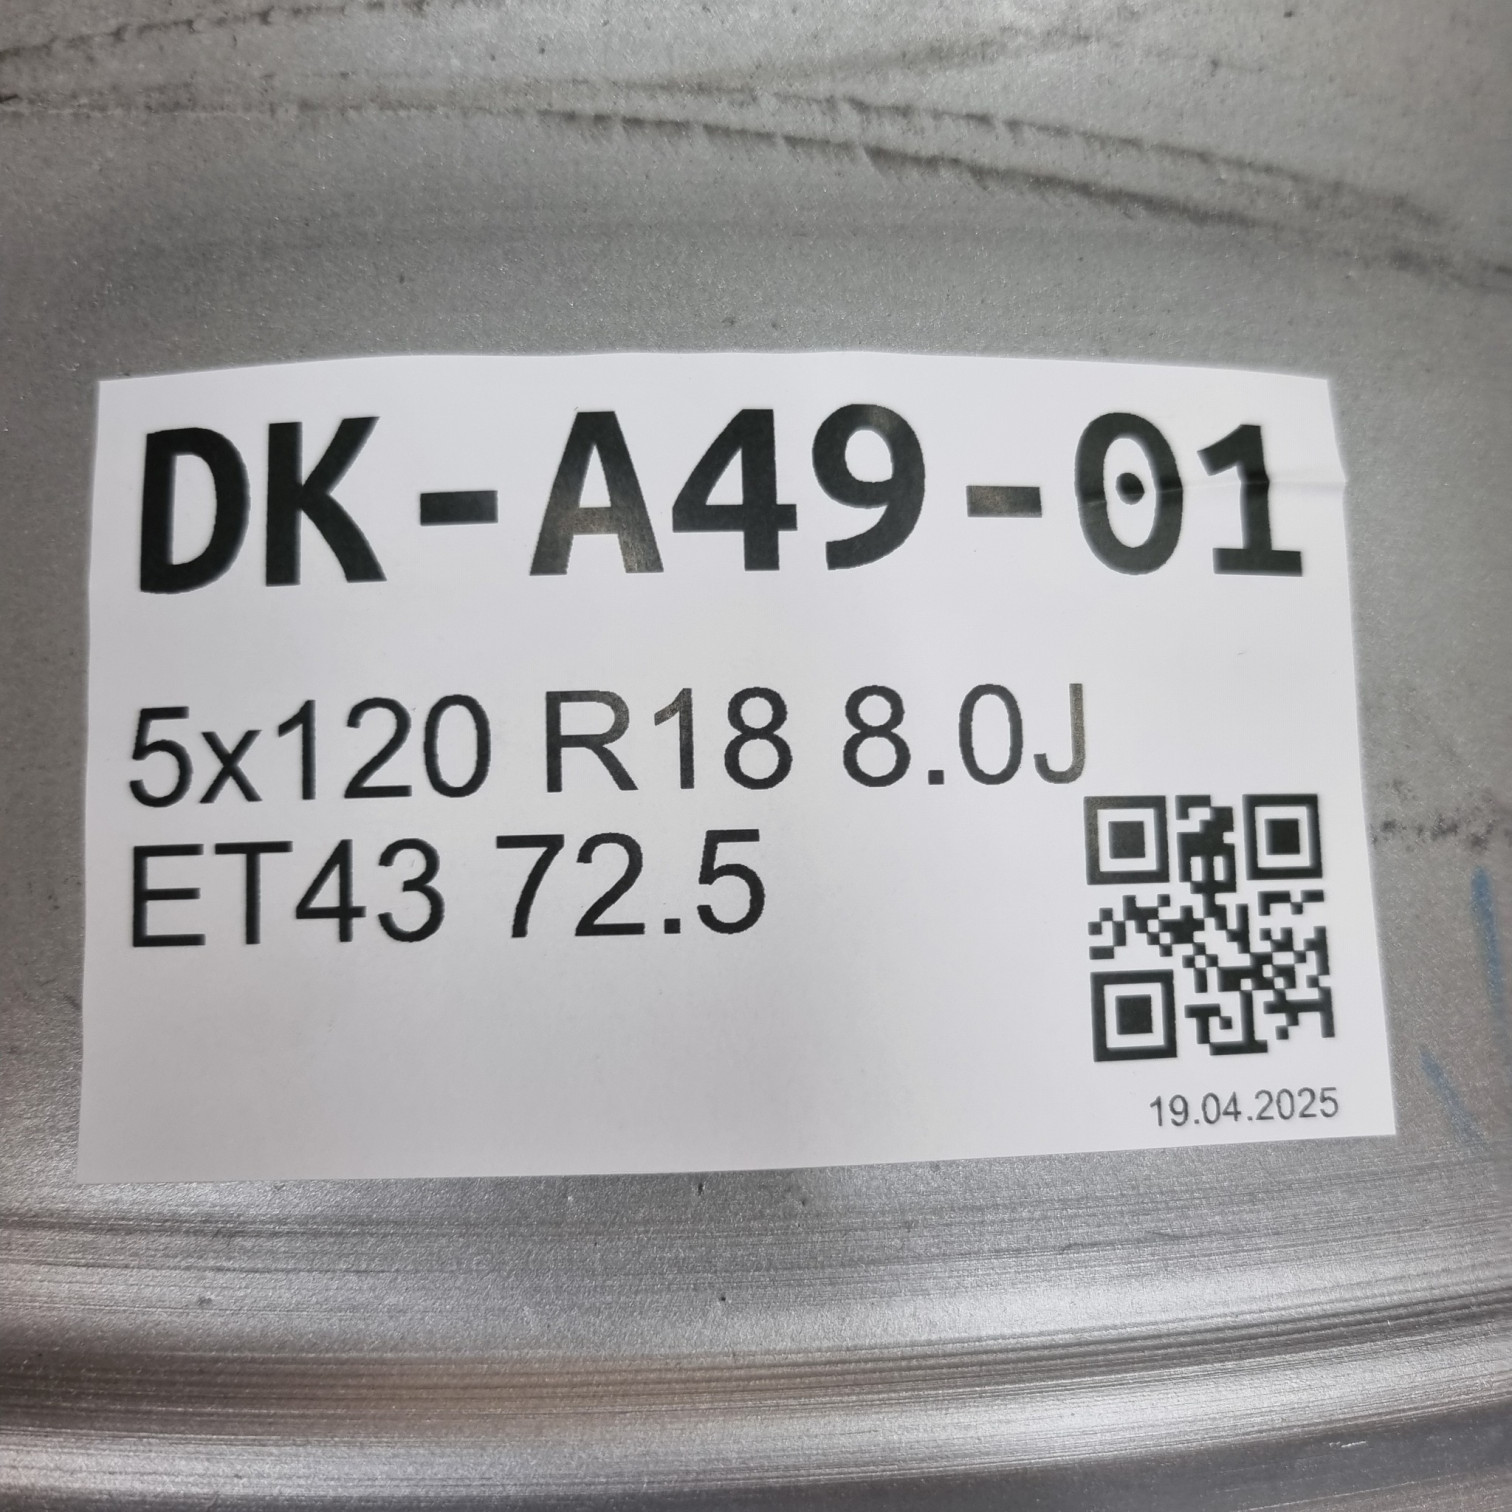 DK-A49-01
5x120 R18 8.0J
ET43 72.5
19.04.2025